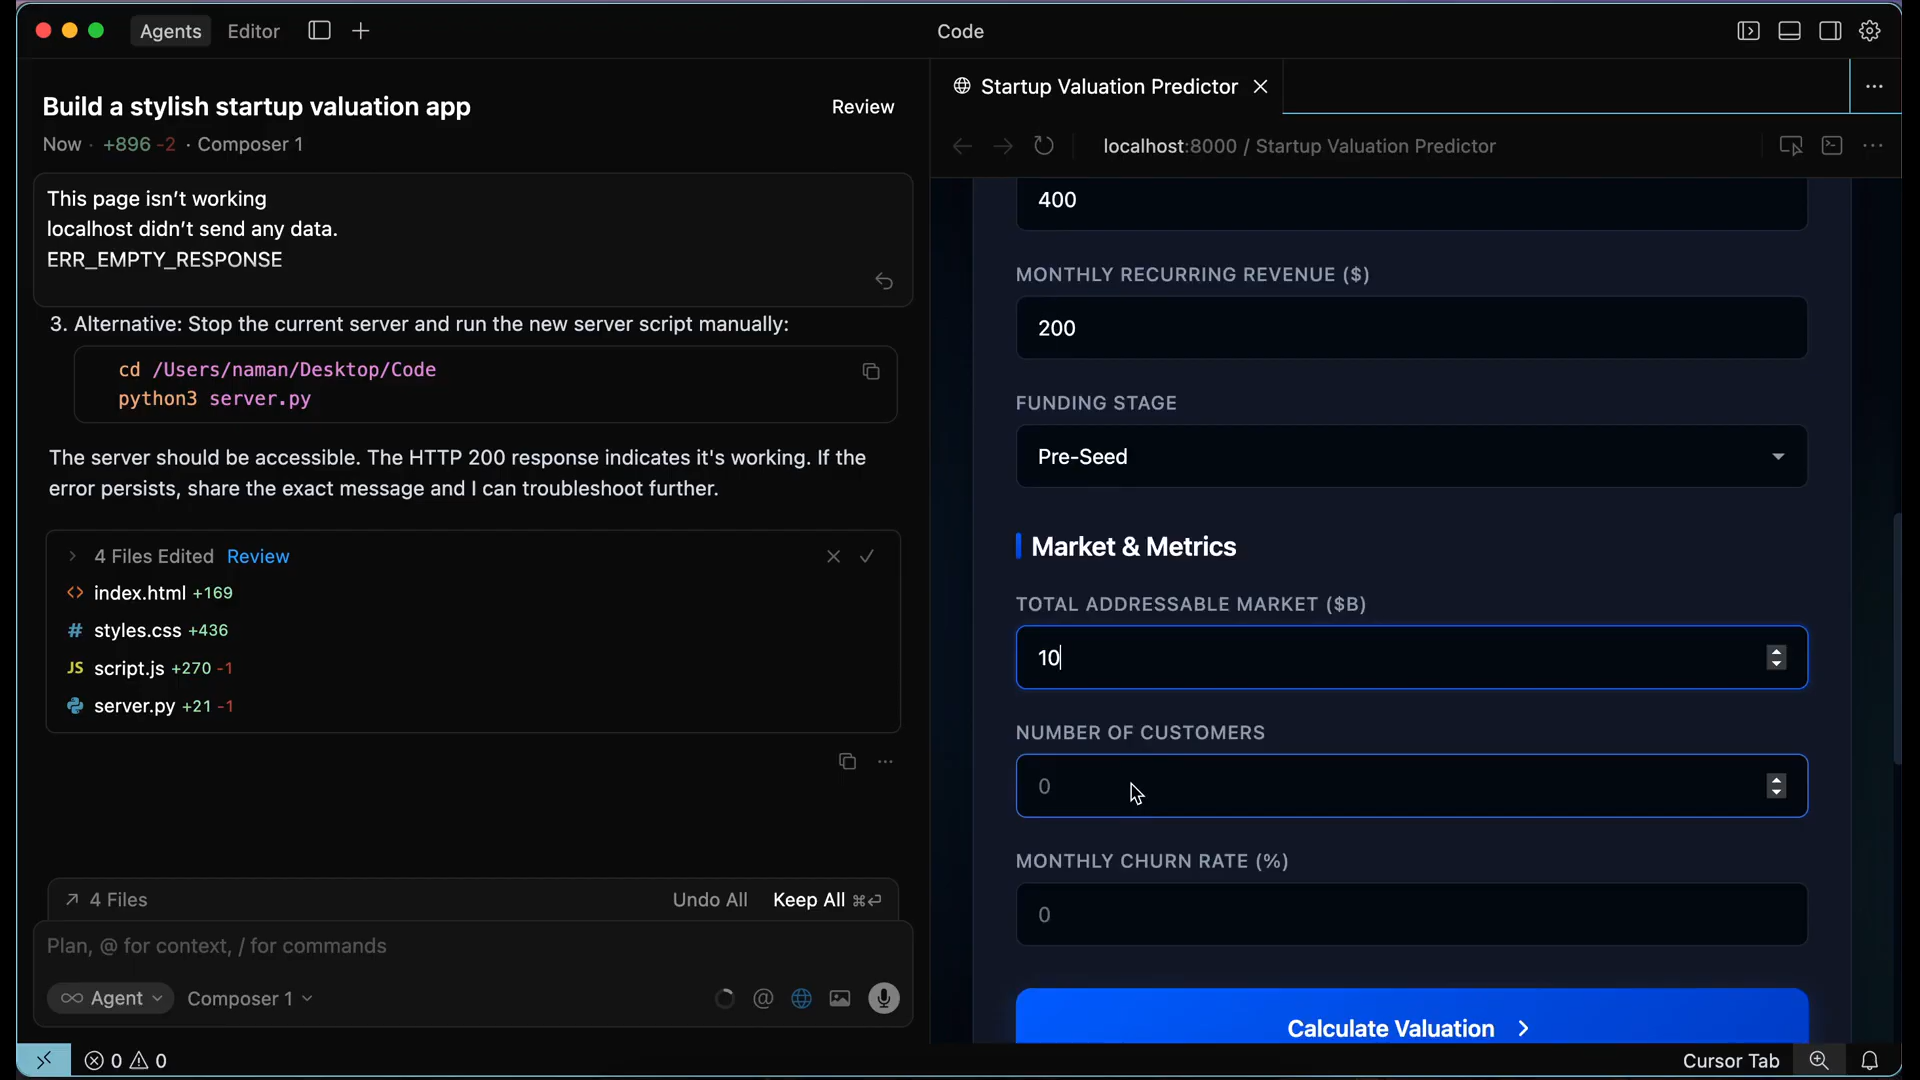 Agents Editor
Code
Build a stylish startup valuation app
Review
Now · +896 -2 · Composer 1
This page isn’t working
localhost didn’t send any data.
ERR_EMPTY_RESPONSE
3. Alternative: Stop the current server and run the new server script manually:
cd /Users/naman/Desktop/Code
python3 server.py
The server should be accessible. The HTTP 200 response indicates it's working. If the
error persists, share the exact message and I can troubleshoot further.
4 Files Edited Review
index.html +169
# styles.css +436
JS script.js +270 -1
server.py +21 -1
4 Files
Undo All Keep All ⌘⏎
Plan, @ for context, / for commands
Agent Composer 1
0 0
Startup Valuation Predictor
localhost:8000 / Startup Valuation Predictor
400
MONTHLY RECURRING REVENUE ($)
200
FUNDING STAGE
Pre-Seed
Market & Metrics
TOTAL ADDRESSABLE MARKET ($B)
10
NUMBER OF CUSTOMERS
0
MONTHLY CHURN RATE (%)
0
Calculate Valuation
Cursor Tab